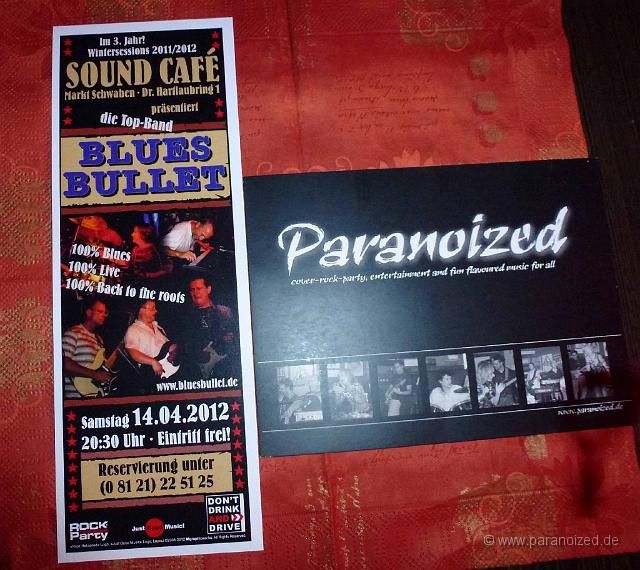 Im 3. Jahr!
Wintersessions 2011/2012
SOUND CAFÉ
Markt Schwaben · Dr. Hartlaubring 1
präsentiert
die Top-Band
BLUES
BULLET
100% Blues
100% Live
100% Back to the roots
www.bluesbullet.de
Samstag 14.04.2012
20:30 Uhr · Eintritt frei!
Reservierung unter
(0 81 21) 22 51 25
ROCK
Party
Just
Music!
DON'T
DRINK
AND
DRIVE
Paranoized
cover-rock-party, entertainment and fun flavoured music for all
www.paranoized.de
© www.paranoized.de